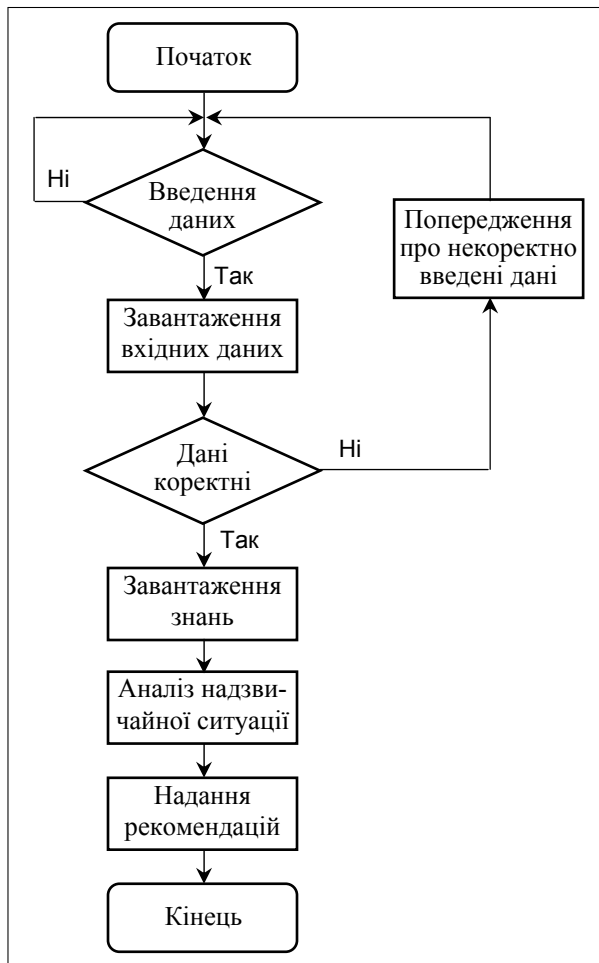 Початок
Ні
Введення
даних
Попередження
про некоректно
введені дані
Так
Завантаження
вхідних даних
Дані
коректні
Ні
Так
Завантаження
знань
Аналіз надзви-
чайної ситуації
Надання
рекомендацій
Кінець